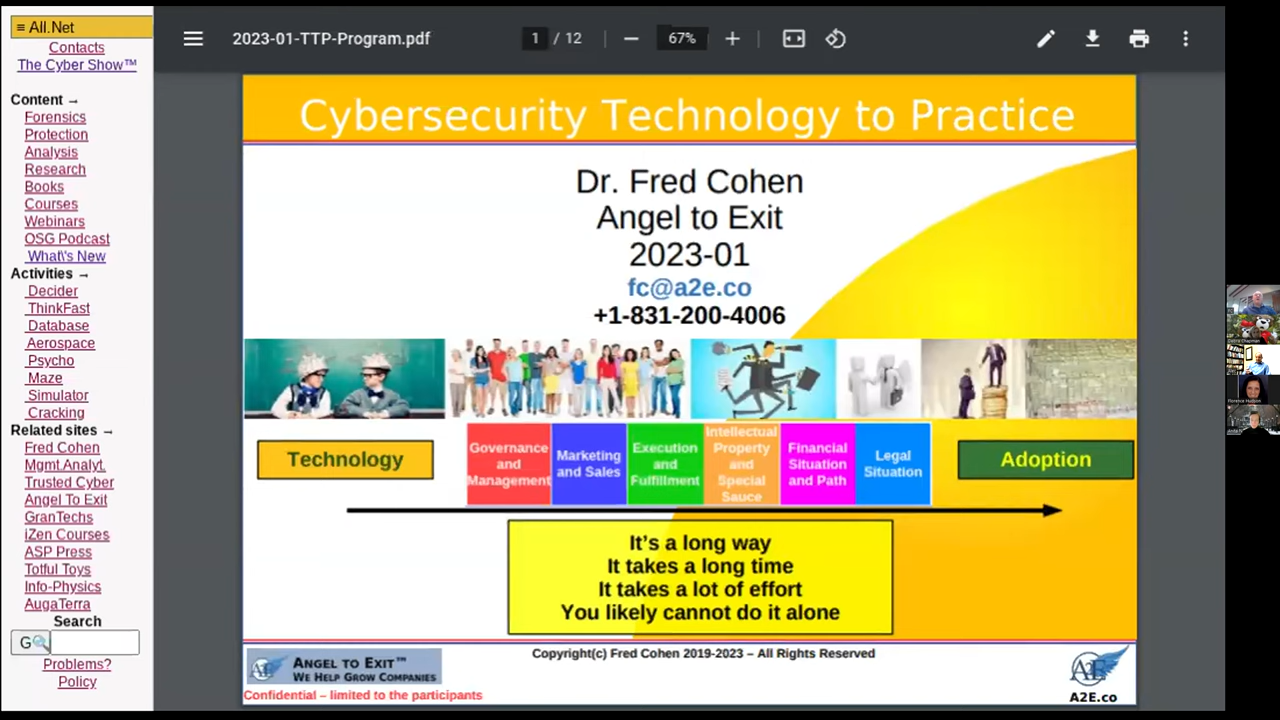 ≡ All.Net
Contacts
The Cyber Show™
Content →
Forensics
Protection
Analysis
Research
Books
Courses
Webinars
OSG Podcast
What\'s New
Activities →
Decider
ThinkFast
Database
Aerospace
Psycho
Maze
Simulator
Cracking
Related sites →
Fred Cohen
Mgmt.Analyt.
Trusted Cyber
Angel To Exit
GranTechs
iZen Courses
ASP Press
Totful Toys
Info-Physics
AugaTerra
Search
G
Problems?
Policy
2023-01-TTP-Program.pdf
1 / 12
67%
Cybersecurity Technology to Practice
Dr. Fred Cohen
Angel to Exit
2023-01
fc@a2e.co
+1-831-200-4006
Technology
Governance
and
Management
Marketing
and Sales
Execution
and
Fulfillment
Intellectual
Property
and
Special
Sauce
Financial
Situation
and Path
Legal
Situation
Adoption
It's a long way
It takes a long time
It takes a lot of effort
You likely cannot do it alone
ANGEL TO EXIT™
WE HELP GROW COMPANIES
Confidential – limited to the participants
Copyright(c) Fred Cohen 2019-2023 – All Rights Reserved
A2E
A2E.co